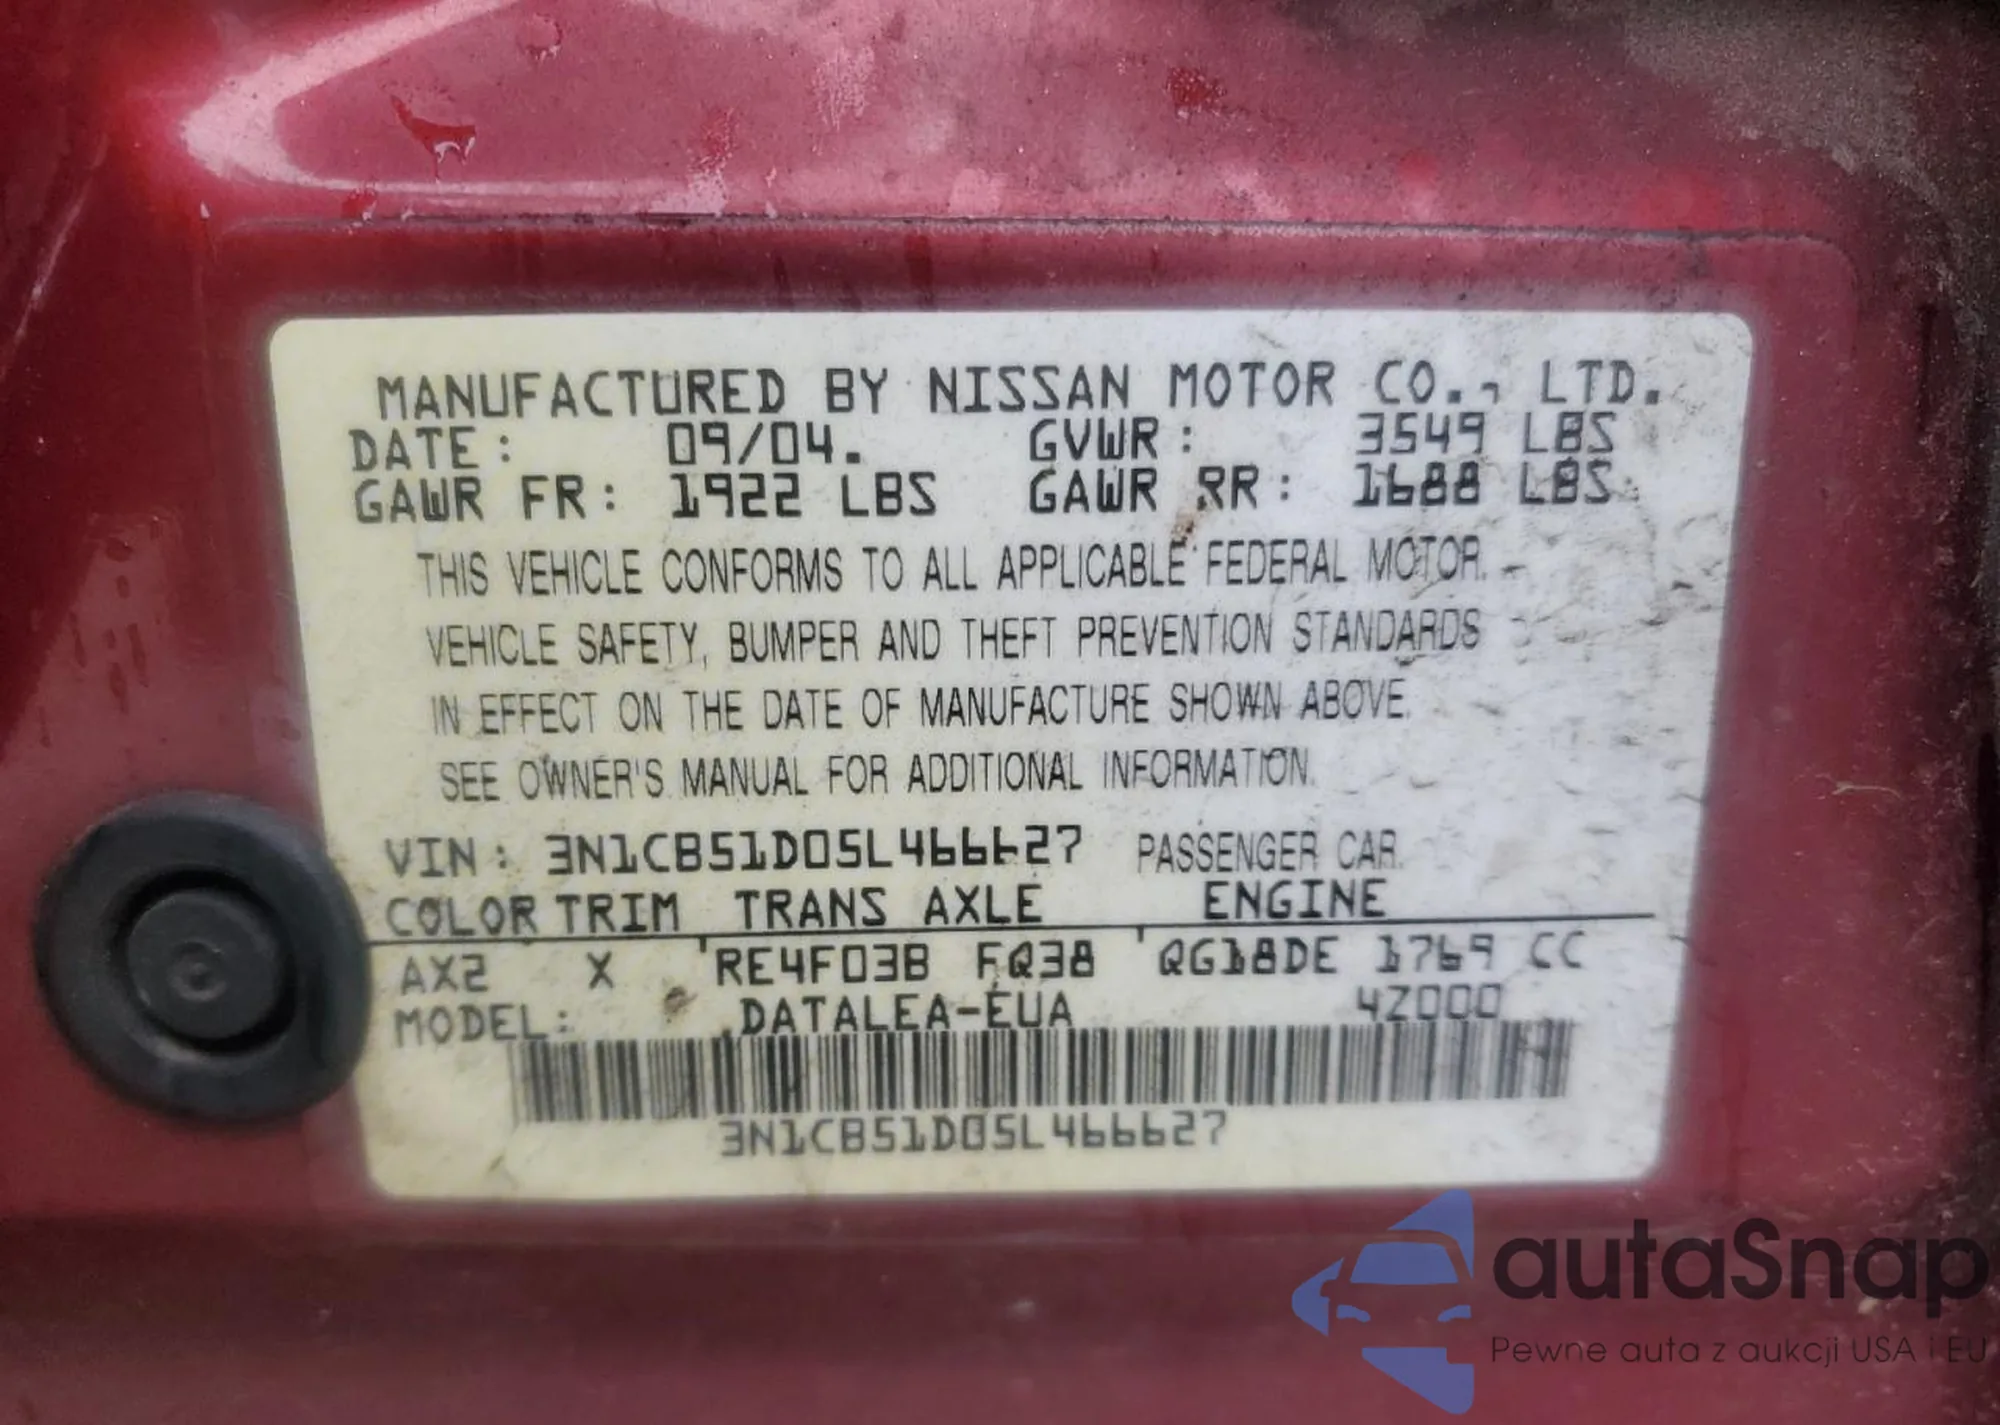 MANUFACTURED BY NISSAN MOTOR CO., LTD.
DATE: 09/04. GVWR: 3549 LBS
GAWR FR: 1922 LBS GAWR RR: 1688 LBS
THIS VEHICLE CONFORMS TO ALL APPLICABLE FEDERAL MOTOR
VEHICLE SAFETY, BUMPER AND THEFT PREVENTION STANDARDS
IN EFFECT ON THE DATE OF MANUFACTURE SHOWN ABOVE.
SEE OWNER'S MANUAL FOR ADDITIONAL INFORMATION.
VIN: 3N1CB51D05L466627 PASSENGER CAR
COLOR TRIM TRANS AXLE ENGINE
AX2 X RE4F03B FQ38 QG18DE 1769 CC
MODEL: DATALEA-EUA 4Z000
3N1CB51D05L466627
autaSnap
Pewne auta z aukcji USA i EU